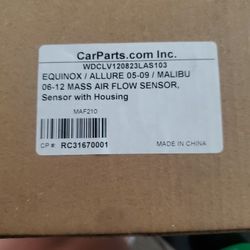 CarParts.com Inc.
WDCLV120823LAS103
EQUINOX / ALLURE 05-09 / MALIBU
06-12 MASS AIR FLOW SENSOR,
Sensor with Housing
MAF210
CP #: RC31670001 MADE IN CHINA